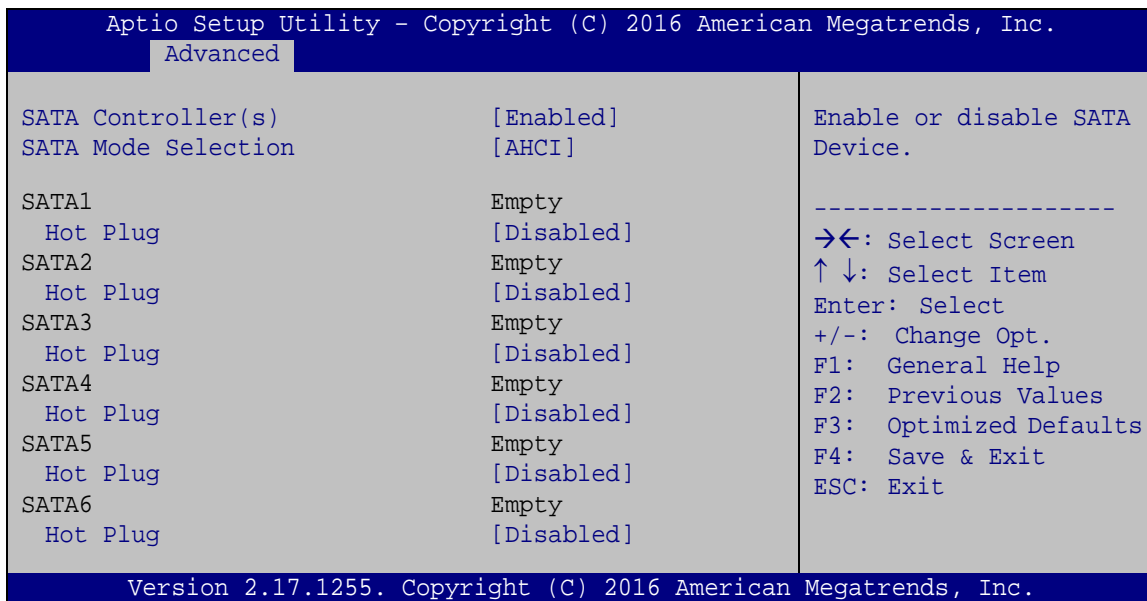 Aptio Setup Utility – Copyright (C) 2016 American Megatrends, Inc.
Advanced
SATA Controller(s) [Enabled]
SATA Mode Selection [AHCI]
SATA1 Empty
Hot Plug [Disabled]
SATA2 Empty
Hot Plug [Disabled]
SATA3 Empty
Hot Plug [Disabled]
SATA4 Empty
Hot Plug [Disabled]
SATA5 Empty
Hot Plug [Disabled]
SATA6 Empty
Hot Plug [Disabled]
Enable or disable SATA
Device.
---------------------
→←: Select Screen
↑ ↓: Select Item
Enter: Select
+/-: Change Opt.
F1: General Help
F2: Previous Values
F3: Optimized Defaults
F4: Save & Exit
ESC: Exit
Version 2.17.1255. Copyright (C) 2016 American Megatrends, Inc.